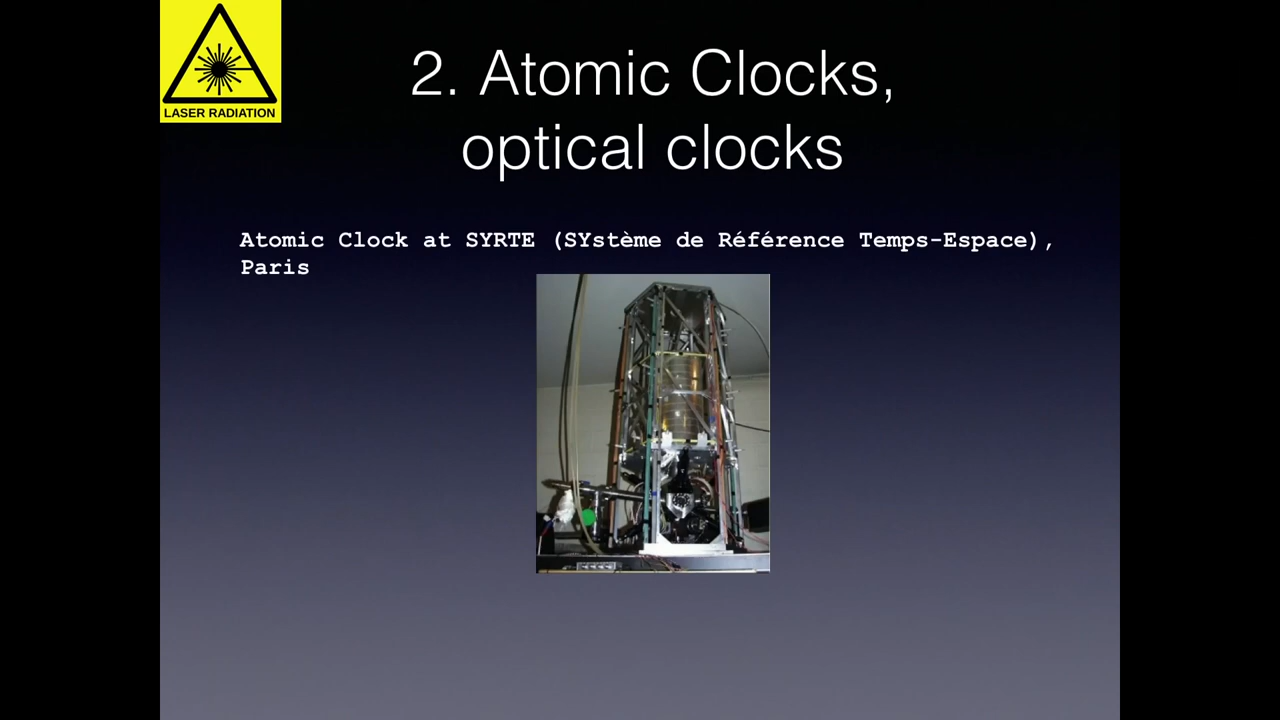 LASER RADIATION
2. Atomic Clocks,
optical clocks
Atomic Clock at SYRTE (SYstème de Référence Temps-Espace),
Paris